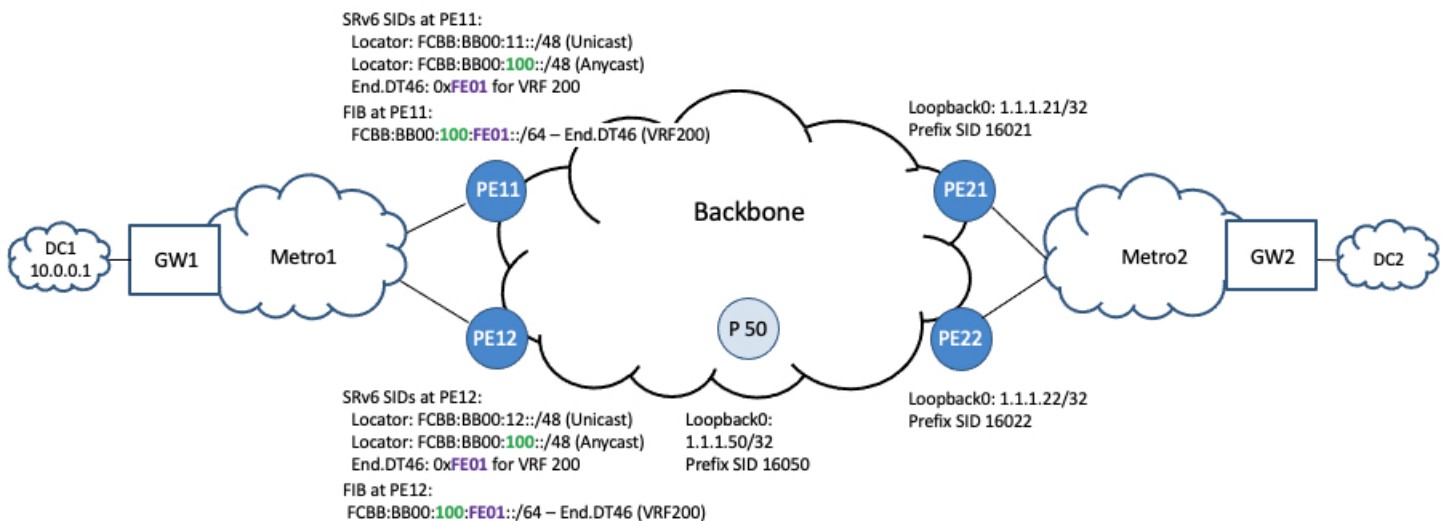 SRv6 SIDs at PE11:
Locator: FCBB:BB00:11::/48 (Unicast)
Locator: FCBB:BB00:100::/48 (Anycast)
End.DT46: 0xFE01 for VRF 200
FIB at PE11:
FCBB:BB00:100:FE01::/64 – End.DT46 (VRF200)
Loopback0: 1.1.1.21/32
Prefix SID 16021
PE11
PE21
Backbone
DC1
10.0.0.1
GW1
Metro1
Metro2
GW2
DC2
PE12
P 50
PE22
SRv6 SIDs at PE12:
Locator: FCBB:BB00:12::/48 (Unicast)
Locator: FCBB:BB00:100::/48 (Anycast)
End.DT46: 0xFE01 for VRF 200
FIB at PE12:
FCBB:BB00:100:FE01::/64 – End.DT46 (VRF200)
Loopback0:
1.1.1.50/32
Prefix SID 16050
Loopback0: 1.1.1.22/32
Prefix SID 16022